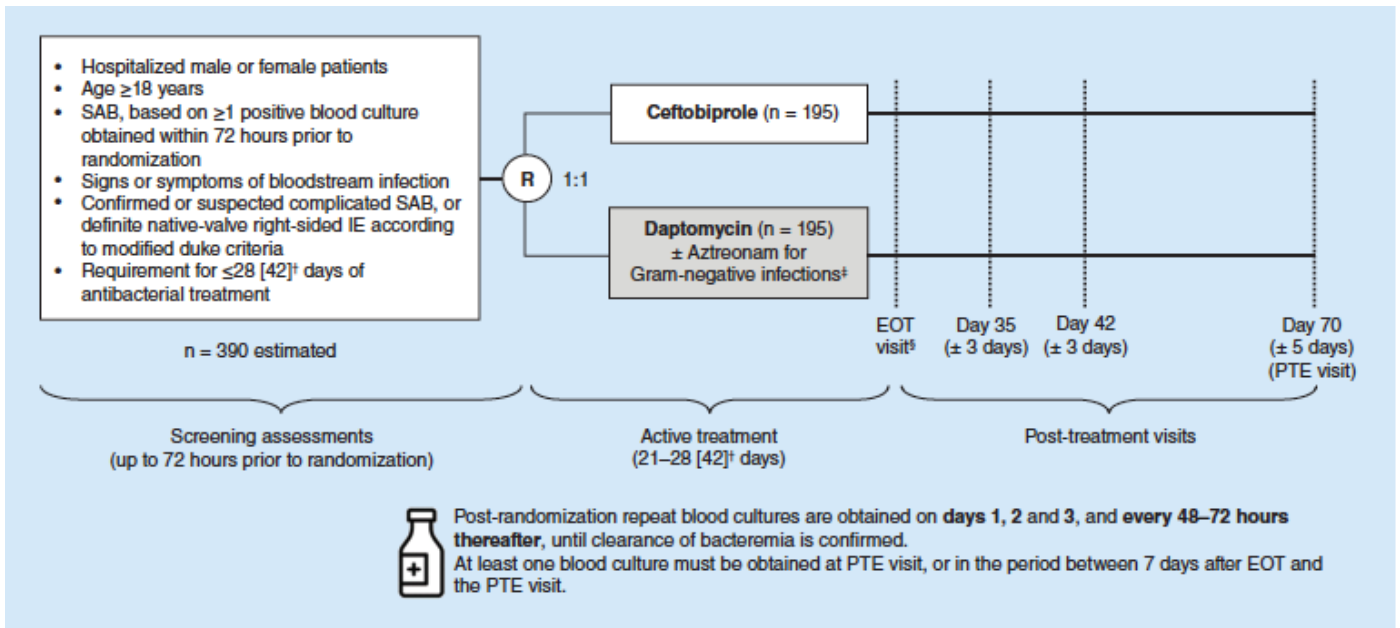 • Hospitalized male or female patients
• Age ≥18 years
• SAB, based on ≥1 positive blood culture
obtained within 72 hours prior to
randomization
• Signs or symptoms of bloodstream infection
• Confirmed or suspected complicated SAB, or
definite native-valve right-sided IE according
to modified duke criteria
• Requirement for ≤28 [42]† days of
antibacterial treatment
n = 390 estimated
R
1:1
Ceftobiprole (n = 195)
Daptomycin (n = 195)
± Aztreonam for
Gram-negative infections‡
EOT
visit§
Day 35
(± 3 days)
Day 42
(± 3 days)
Day 70
(± 5 days)
(PTE visit)
Screening assessments
(up to 72 hours prior to randomization)
Active treatment
(21–28 [42]† days)
Post-treatment visits
Post-randomization repeat blood cultures are obtained on days 1, 2 and 3, and every 48–72 hours
thereafter, until clearance of bacteremia is confirmed.
At least one blood culture must be obtained at PTE visit, or in the period between 7 days after EOT and
the PTE visit.